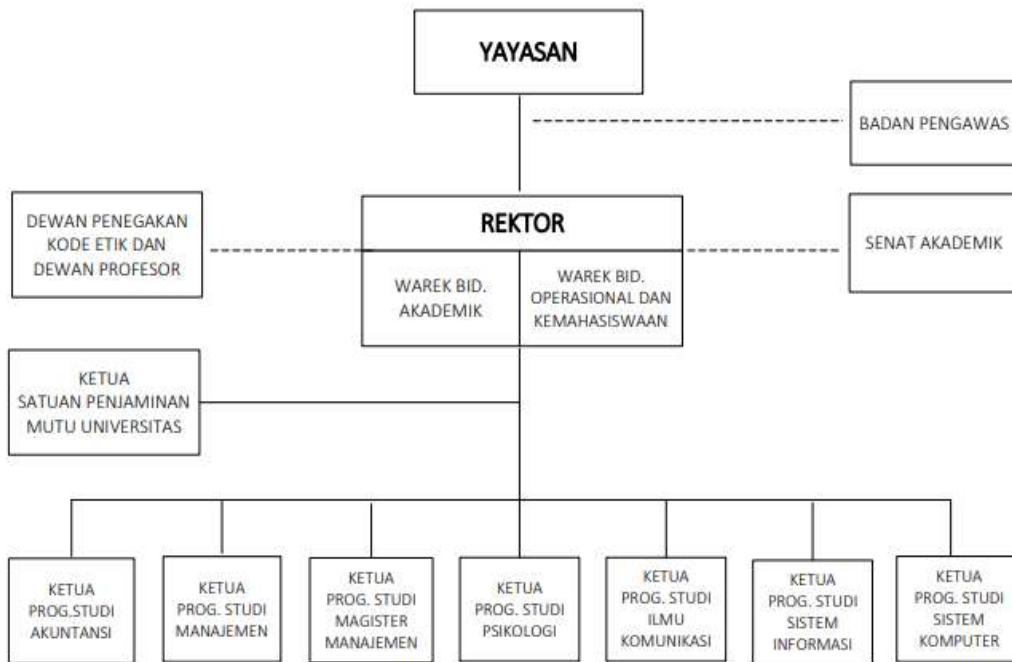 YAYASAN
BADAN PENGAWAS
DEWAN PENEGAKAN
KODE ETIK DAN
DEWAN PROFESOR
REKTOR
WAREK BID.
AKADEMIK
WAREK BID.
OPERASIONAL DAN
KEMAHASISWAAN
SENAT AKADEMIK
KETUA
SATUAN PENJAMINAN
MUTU UNIVERSITAS
KETUA
PROG.STUDI
AKUNTANSI
KETUA
PROG. STUDI
MANAJEMEN
KETUA
PROG. STUDI
MAGISTER
MANAJEMEN
KETUA
PROG. STUDI
PSIKOLOGI
KETUA
PROG. STUDI
ILMU
KOMUNIKASI
KETUA
PROG. STUDI
SISTEM
INFORMASI
KETUA
PROG. STUDI
SISTEM
KOMPUTER